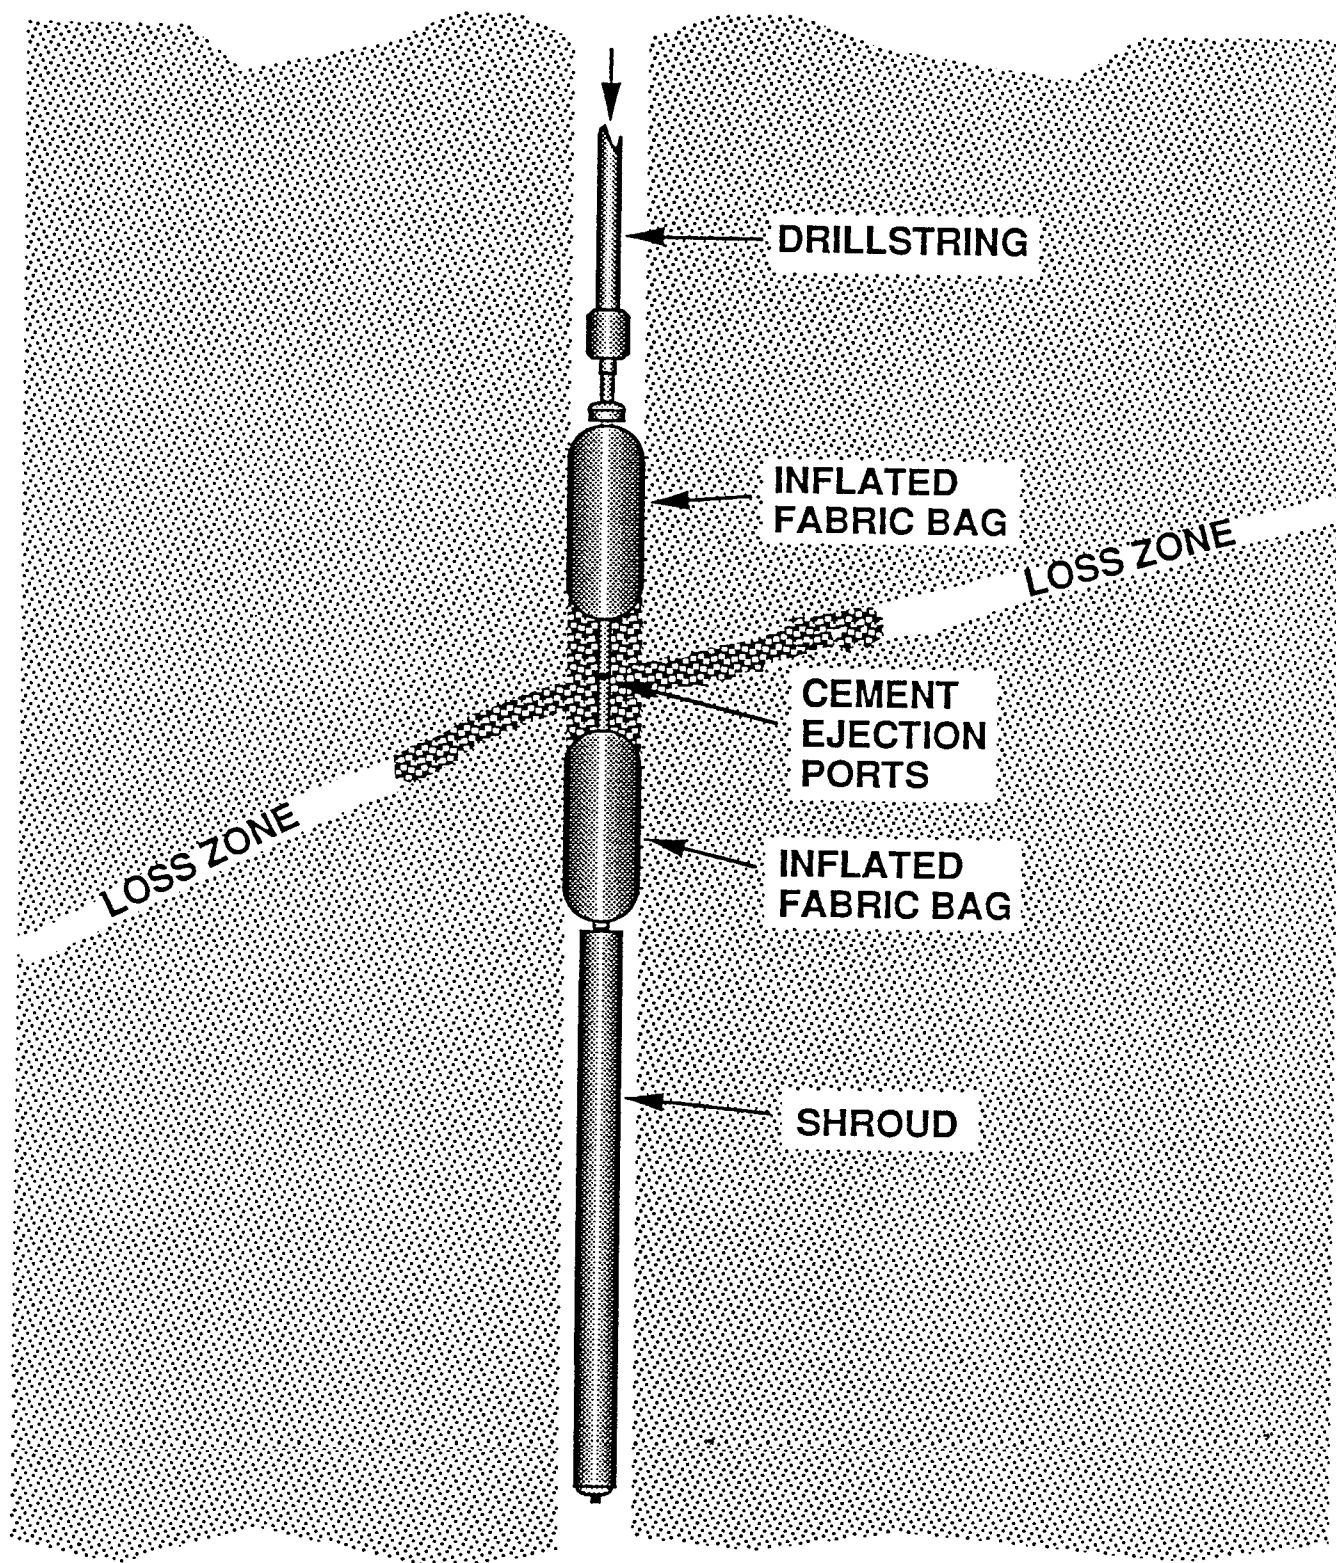 DRILLSTRING
INFLATED
FABRIC BAG
LOSS ZONE
CEMENT
EJECTION
PORTS
LOSS ZONE
INFLATED
FABRIC BAG
SHROUD